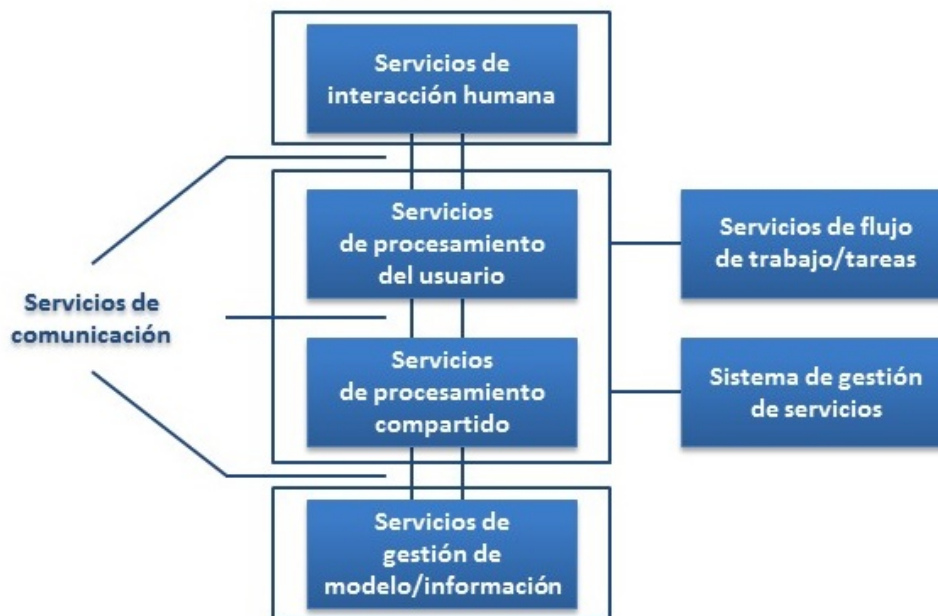 Servicios de
interacción humana
Servicios
de procesamiento
del usuario
Servicios de flujo
de trabajo/tareas
Servicios de
comunicación
Servicios
de procesamiento
compartido
Sistema de gestión
de servicios
Servicios de
gestión de
modelo/información